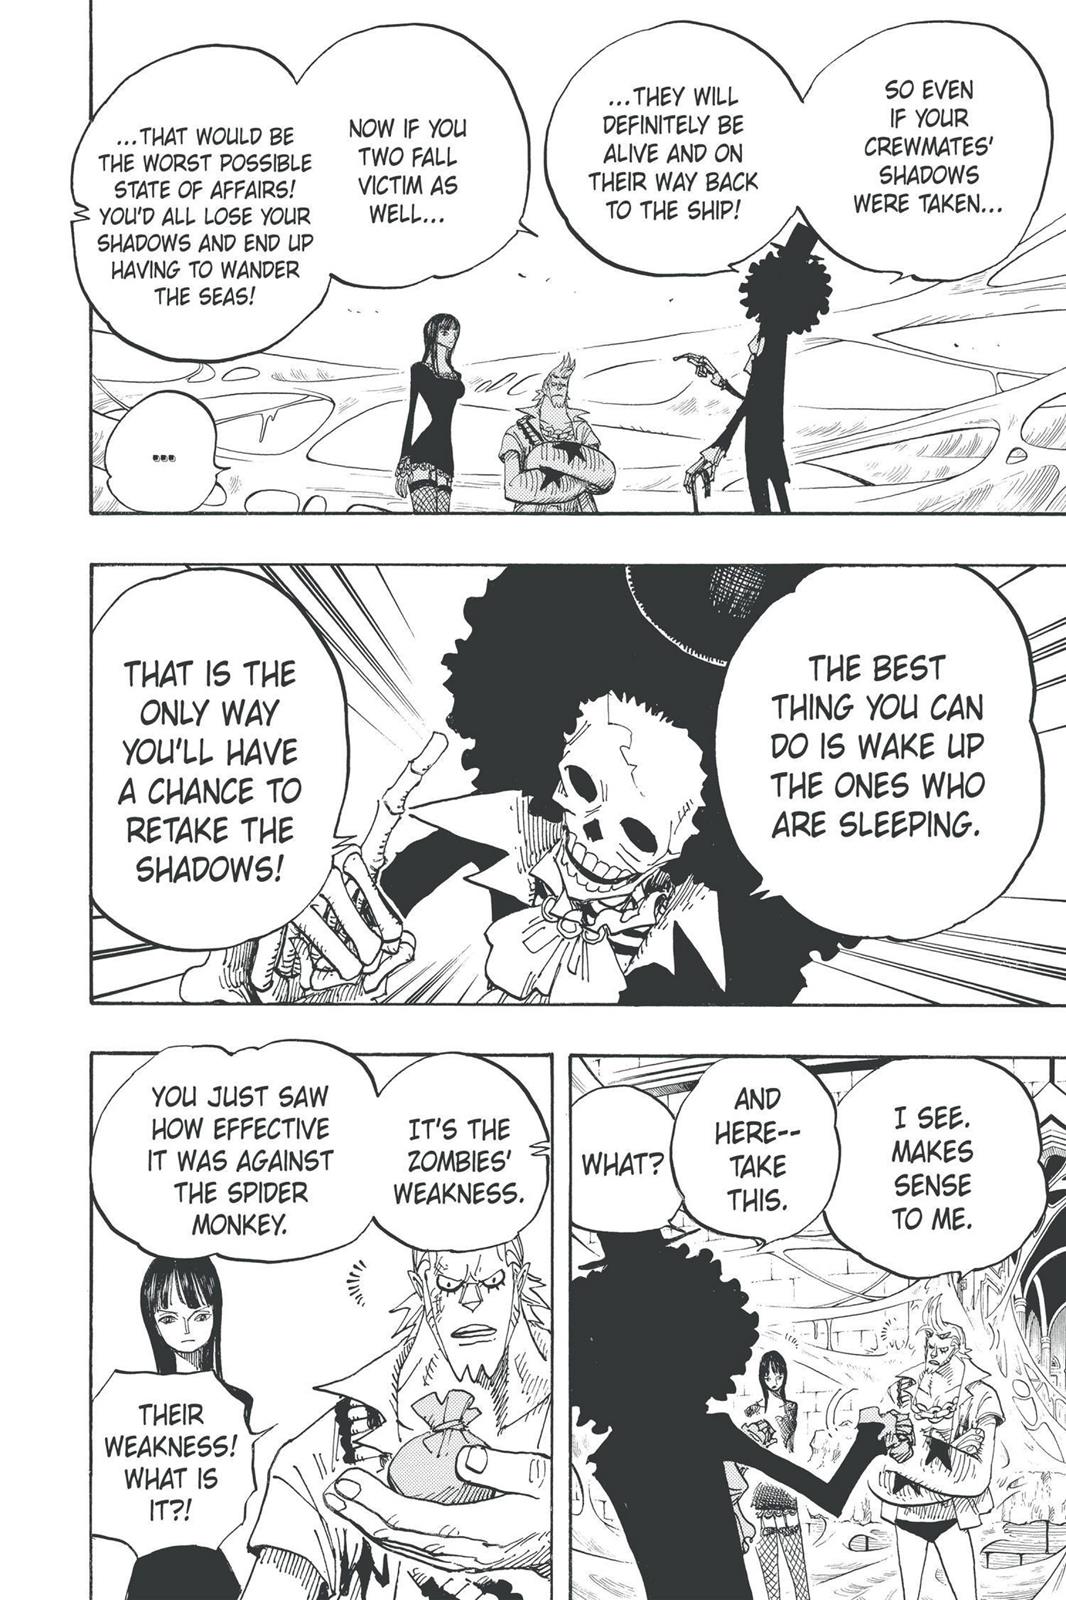 SO EVEN
IF YOUR
CREWMATES'
SHADOWS
WERE TAKEN...
...THEY WILL
DEFINITELY BE
ALIVE AND ON
THEIR WAY BACK
TO THE SHIP!
NOW IF YOU
TWO FALL
VICTIM AS
WELL...
...THAT WOULD BE
THE WORST POSSIBLE
STATE OF AFFAIRS!
YOU'D ALL LOSE YOUR
SHADOWS AND END UP
HAVING TO WANDER
THE SEAS!
...
THE BEST
THING YOU CAN
DO IS WAKE UP
THE ONES WHO
ARE SLEEPING.
THAT IS THE
ONLY WAY
YOU'LL HAVE
A CHANCE TO
RETAKE THE
SHADOWS!
I SEE.
MAKES
SENSE
TO ME.
AND
HERE--
TAKE
THIS.
WHAT?
IT'S THE
ZOMBIES'
WEAKNESS.
YOU JUST SAW
HOW EFFECTIVE
IT WAS AGAINST
THE SPIDER
MONKEY.
THEIR
WEAKNESS!
WHAT IS
IT?!